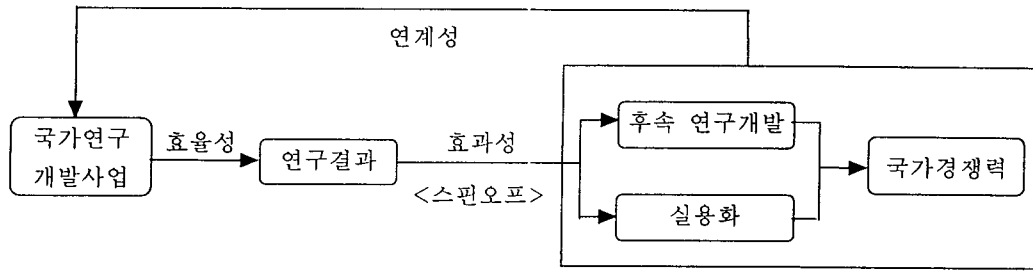 연계성
국가연구
개발사업
효율성
연구결과
효과성
<스핀오프>
후속 연구개발
실용화
국가경쟁력